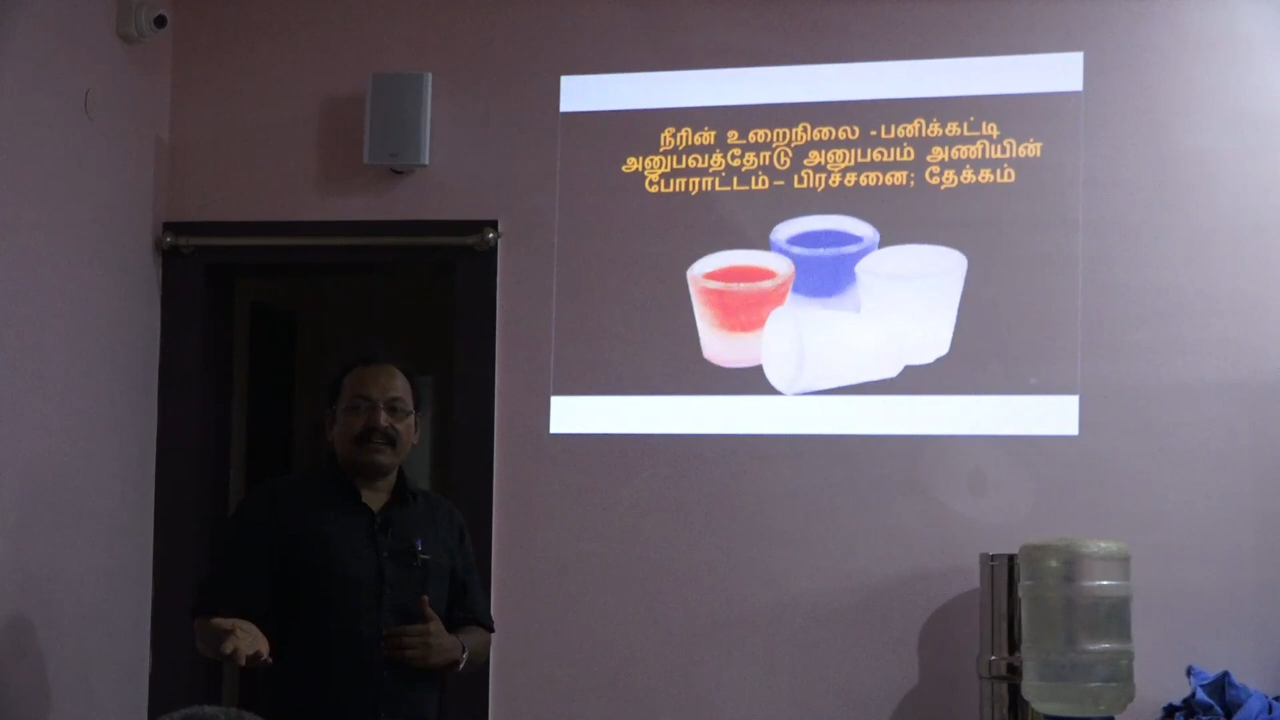 நீரின் உறைநிலை -பனிக்கட்டி
அனுபவத்தோடு அனுபவம் அணியின்
போராட்டம்– பிரச்சனை; தேக்கம்